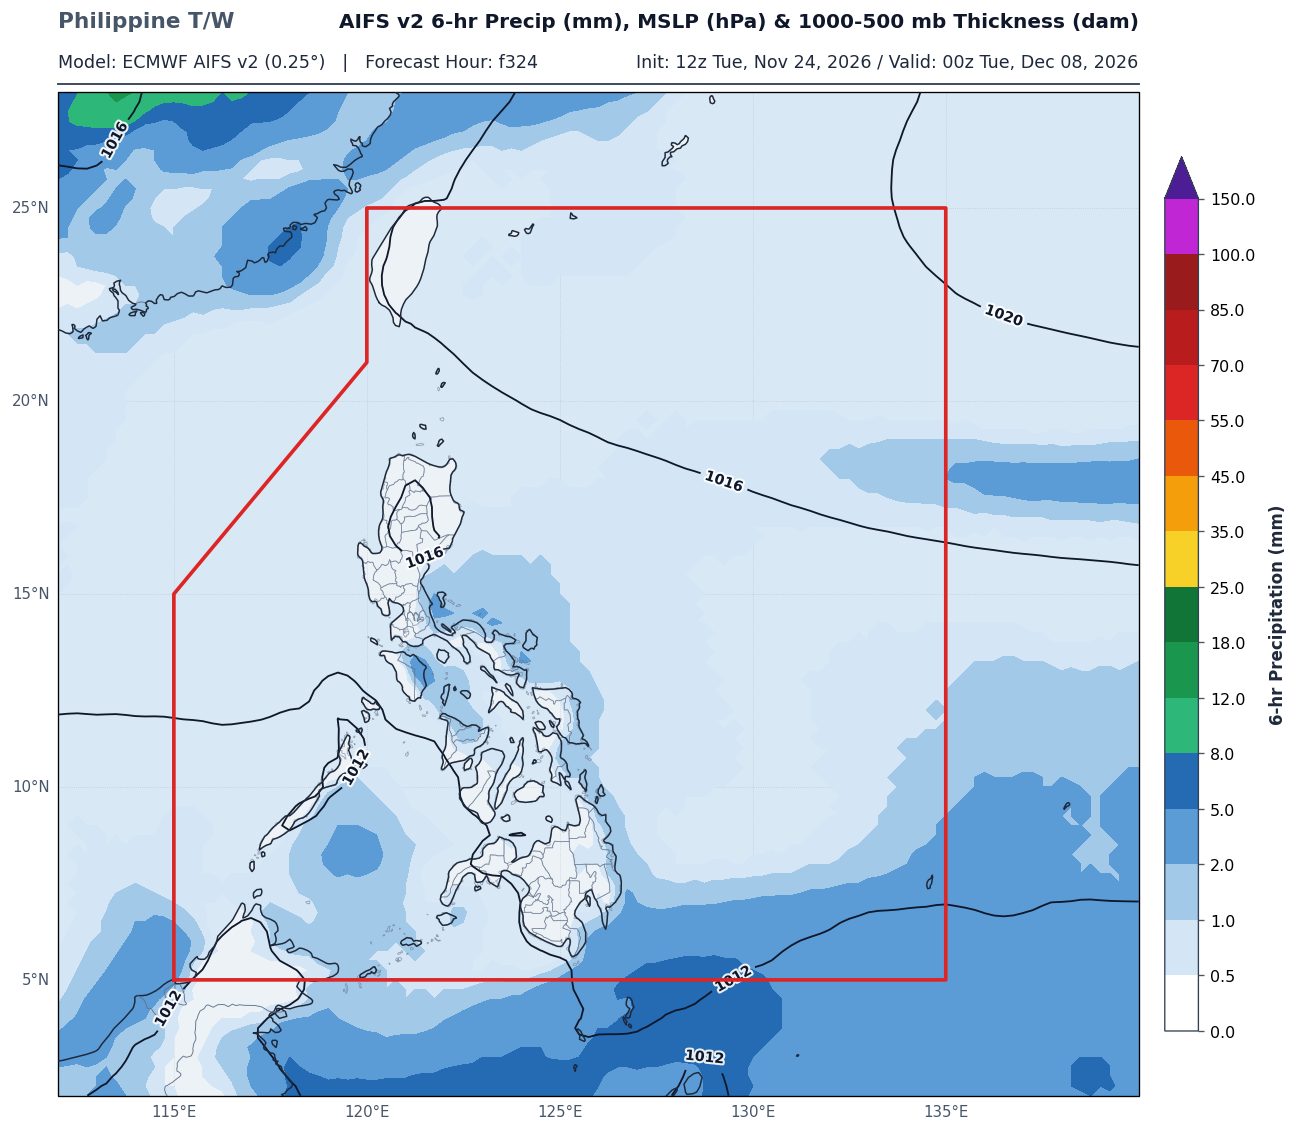 Philippine T/W
AIFS v2 6-hr Precip (mm), MSLP (hPa) & 1000-500 mb Thickness (dam)
Model: ECMWF AIFS v2 (0.25°) | Forecast Hour: f324
Init: 12z Tue, Nov 24, 2026 / Valid: 00z Tue, Dec 08, 2026
1016
25°N
1020
20°N
1016
1016
15°N
1012
10°N
5°N
1012
1012
1012
115°E
120°E
125°E
130°E
135°E
150.0
100.0
85.0
70.0
55.0
45.0
35.0
25.0
18.0
12.0
8.0
5.0
2.0
1.0
0.5
0.0
6-hr Precipitation (mm)